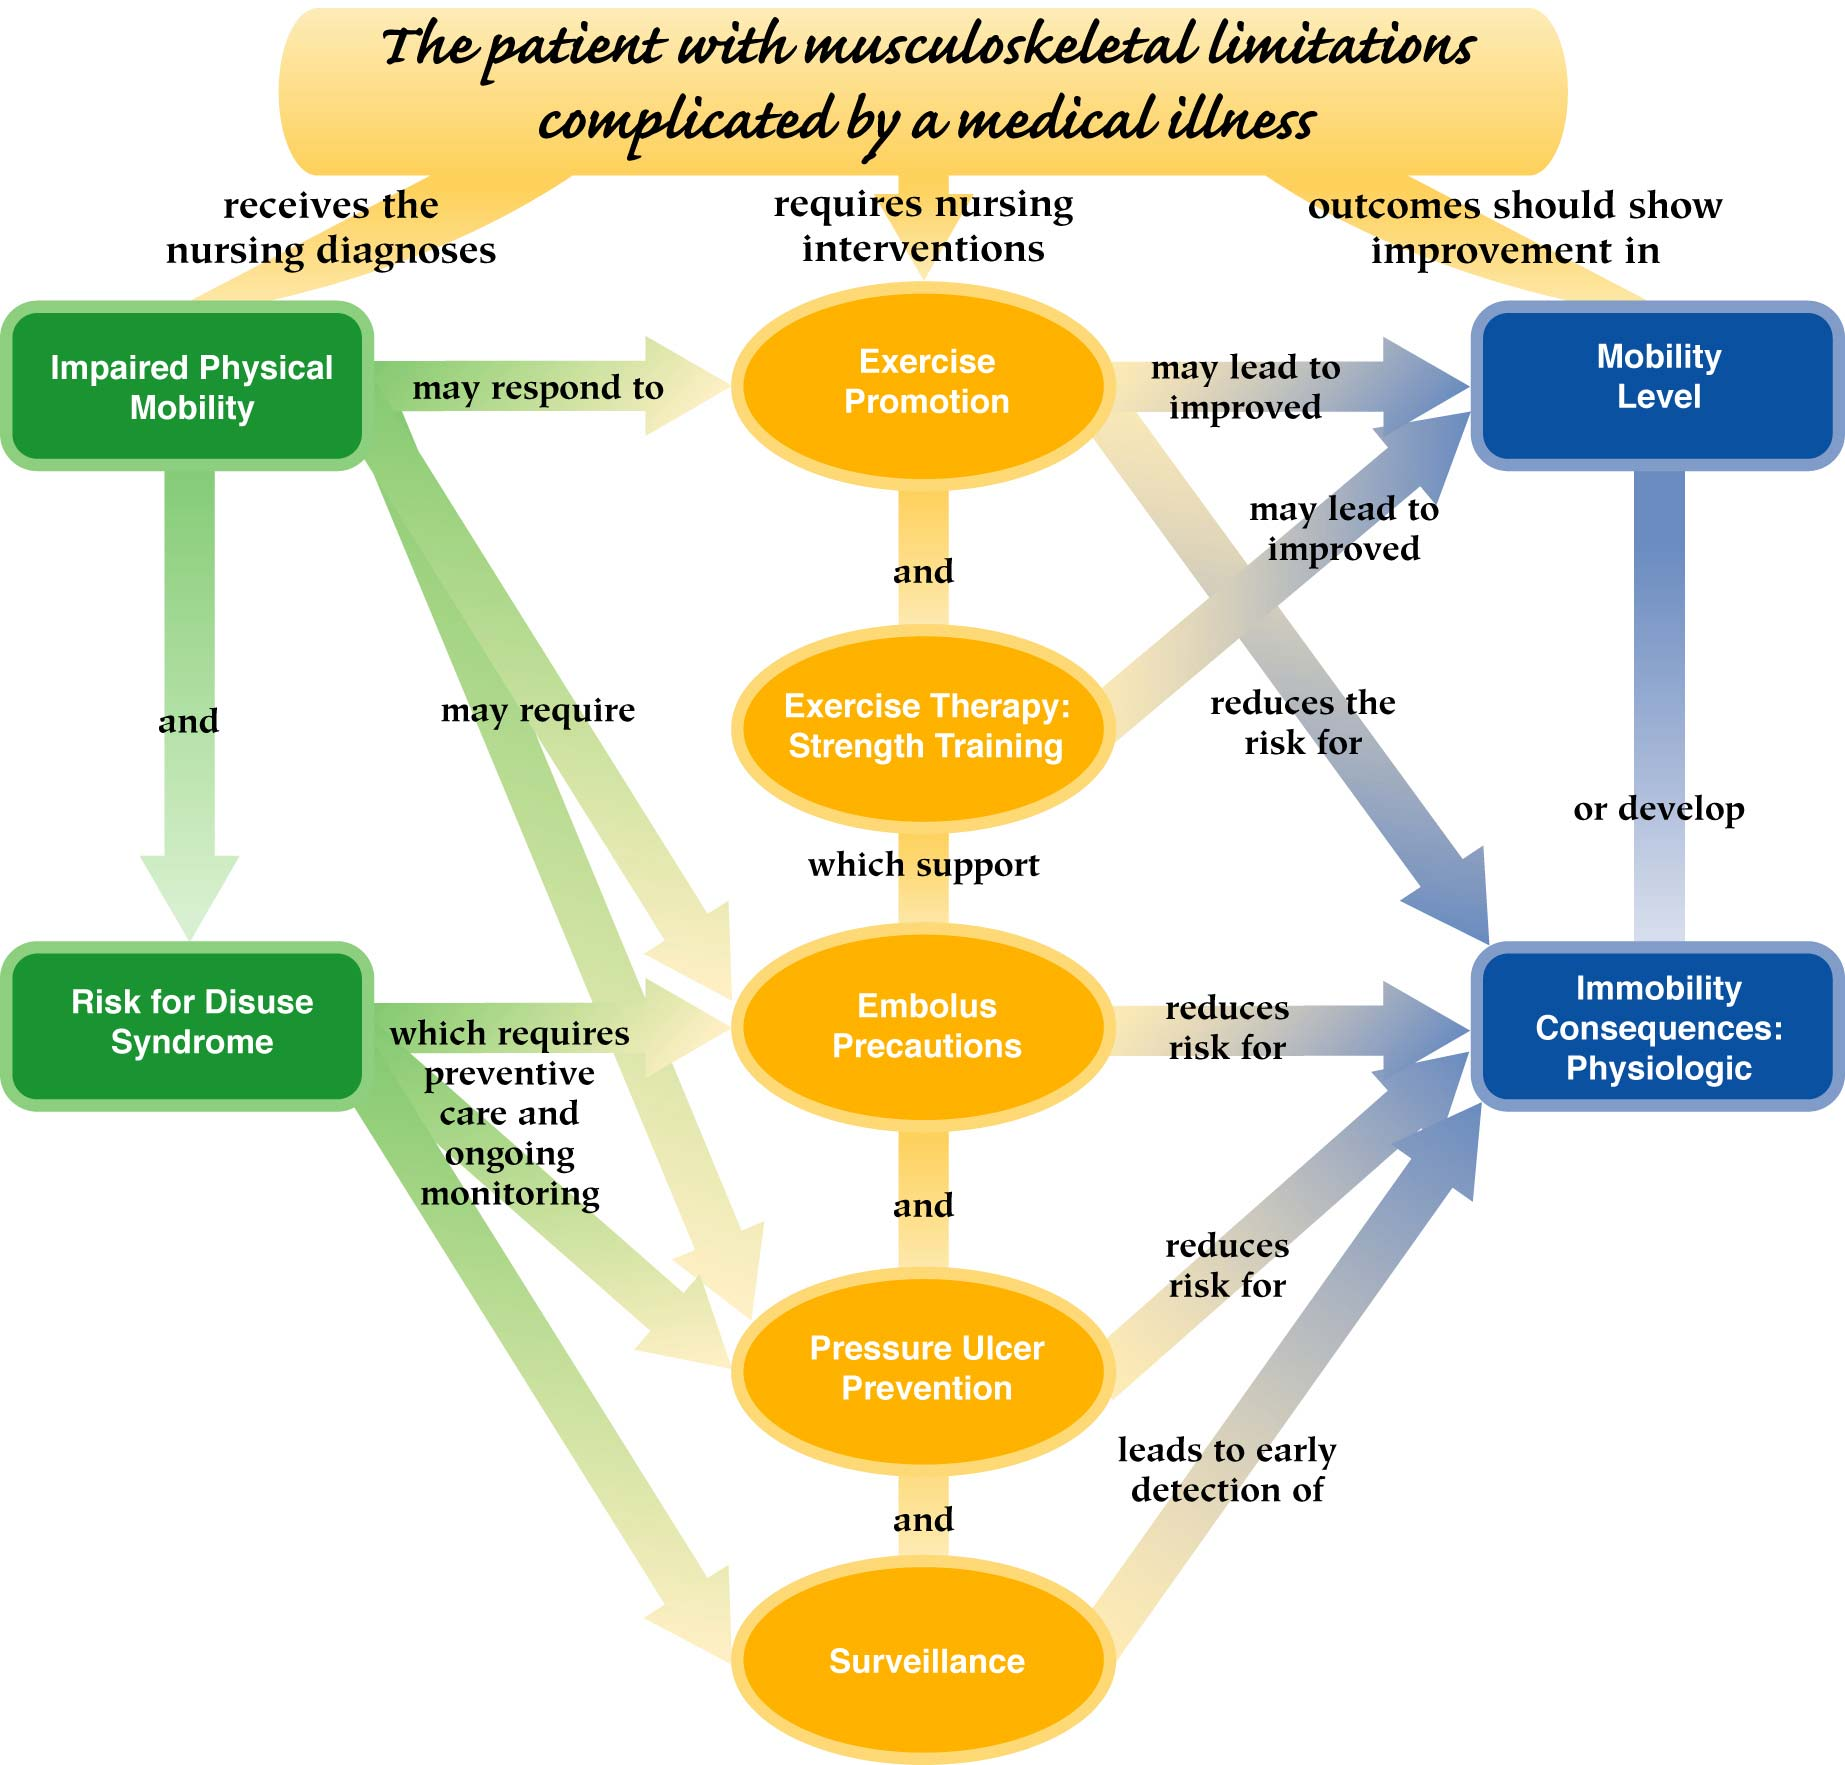 The patient with musculoskeletal limitations
complicated by a medical illness
receives the
nursing diagnoses
requires nursing
interventions
outcomes should show
improvement in
Impaired Physical
Mobility
may respond to
Exercise
Promotion
may lead to
improved
Mobility
Level
and
may lead to
improved
and
may require
Exercise Therapy:
Strength Training
reduces the
risk for
or develop
which support
Risk for Disuse
Syndrome
which requires
preventive
care and
ongoing
monitoring
Embolus
Precautions
reduces
risk for
Immobility
Consequences:
Physiologic
and
reduces
risk for
Pressure Ulcer
Prevention
leads to early
detection of
and
Surveillance